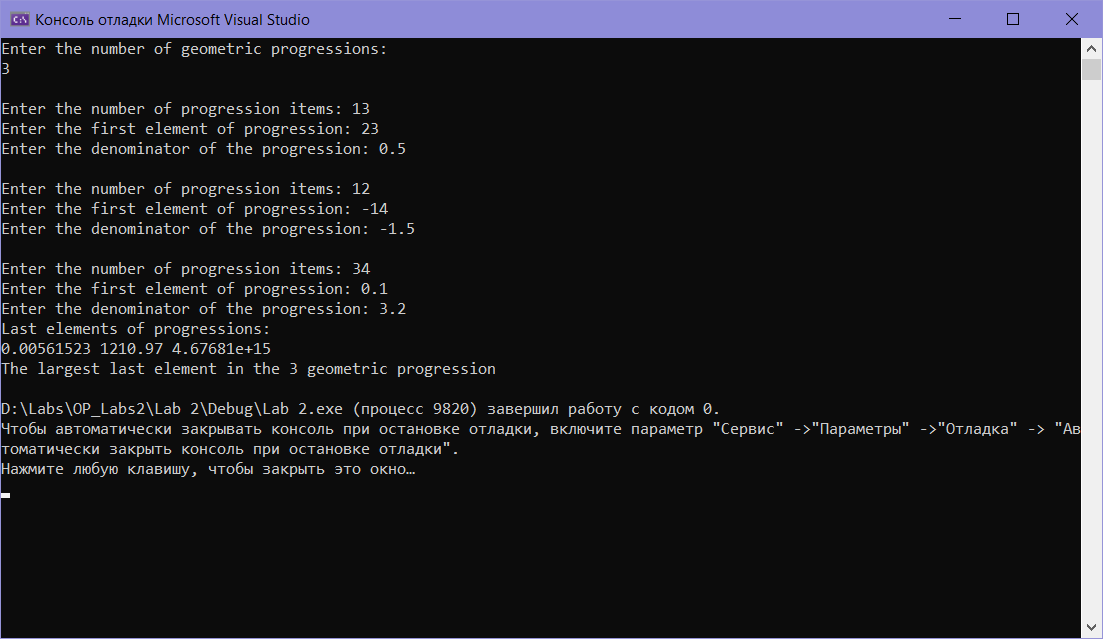 Консоль отладки Microsoft Visual Studio
Enter the number of geometric progressions:
3
Enter the number of progression items: 13
Enter the first element of progression: 23
Enter the denominator of the progression: 0.5
Enter the number of progression items: 12
Enter the first element of progression: -14
Enter the denominator of the progression: -1.5
Enter the number of progression items: 34
Enter the first element of progression: 0.1
Enter the denominator of the progression: 3.2
Last elements of progressions:
0.00561523 1210.97 4.67681e+15
The largest last element in the 3 geometric progression
D:\Labs\OP_Labs2\Lab 2\Debug\Lab 2.exe (процесс 9820) завершил работу с кодом 0.
Чтобы автоматически закрывать консоль при остановке отладки, включите параметр "Сервис" ->"Параметры" ->"Отладка" -> "Ав
томатически закрыть консоль при остановке отладки".
Нажмите любую клавишу, чтобы закрыть это окно…